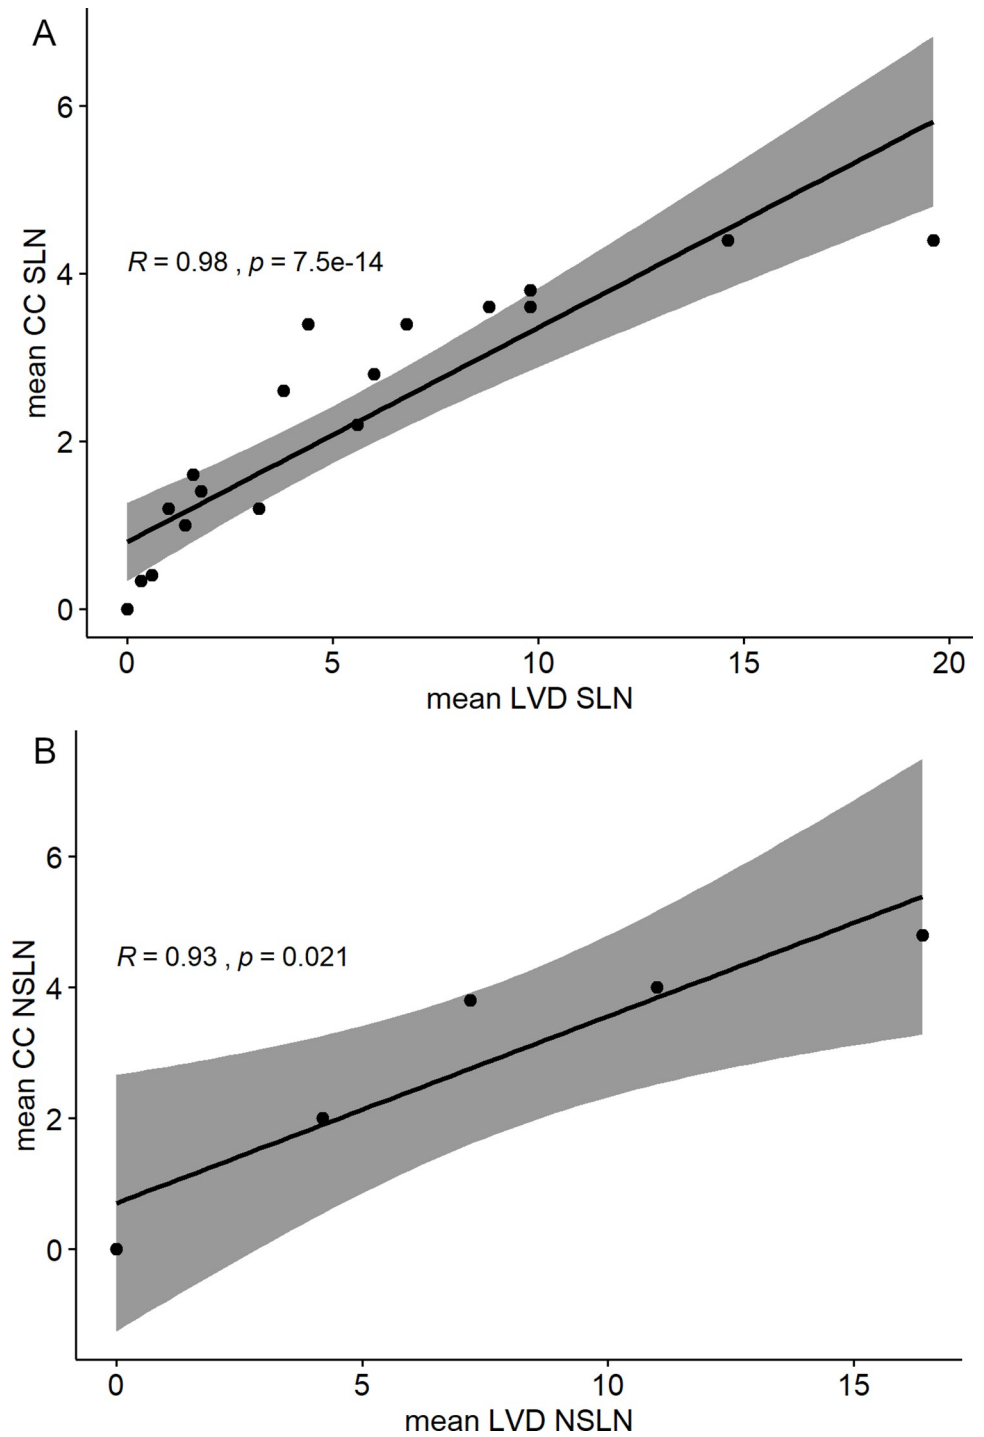 A
6
4
2
0
mean CC SLN
R = 0.98 , p = 7.5e-14
0 5 10 15 20
mean LVD SLN
B
6
4
2
0
mean CC NSLN
R = 0.93 , p = 0.021
0 5 10 15
mean LVD NSLN